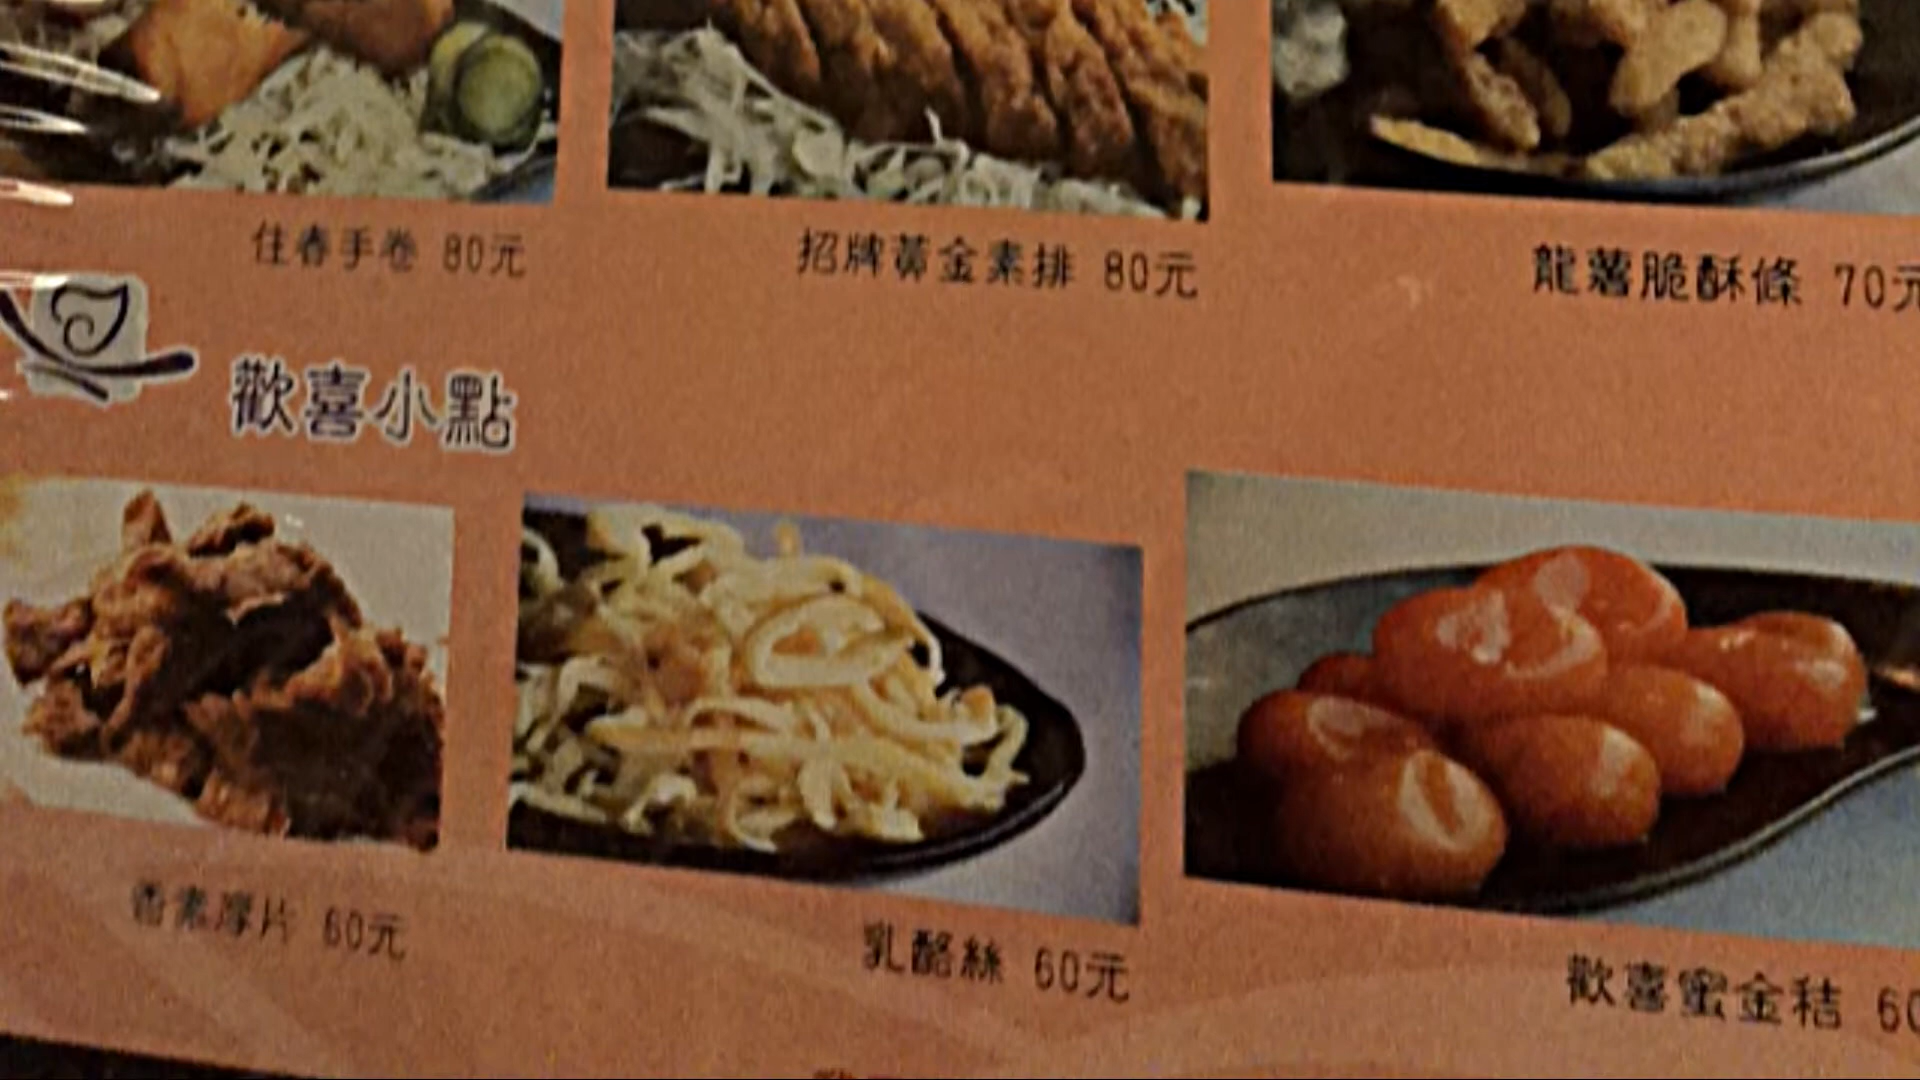 佳春手卷 80元
招牌黃金素排 80元
龍薯脆酥條 70元
歡喜小點
香素厚片 60元
乳酪絲 60元
歡喜蜜金秸 60